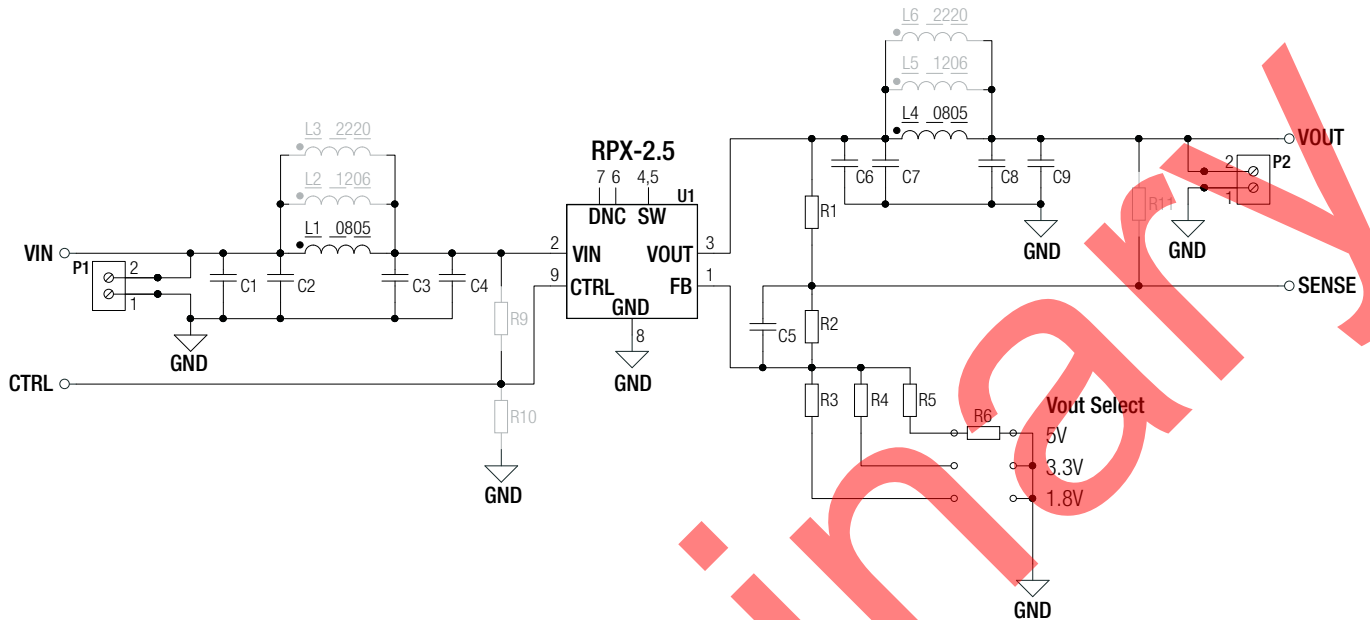 L6 2220
L5 1206
L4 0805
L3 2220
L2 1206
L1 0805
RPX-2.5
7 6 4,5
U1
DNC SW
VIN
2
VIN
VOUT
3
9
CTRL
FB
1
GND
8
GND
P1
2
1
C1
C2
C3
C4
GND
R9
CTRL
R10
GND
C6
C7
C8
C9
R1
GND
VOUT
2
P2
1
R11
GND
SENSE
C5
R2
R3
R4
R5
R6
Vout Select
5V
3.3V
1.8V
GND
inary